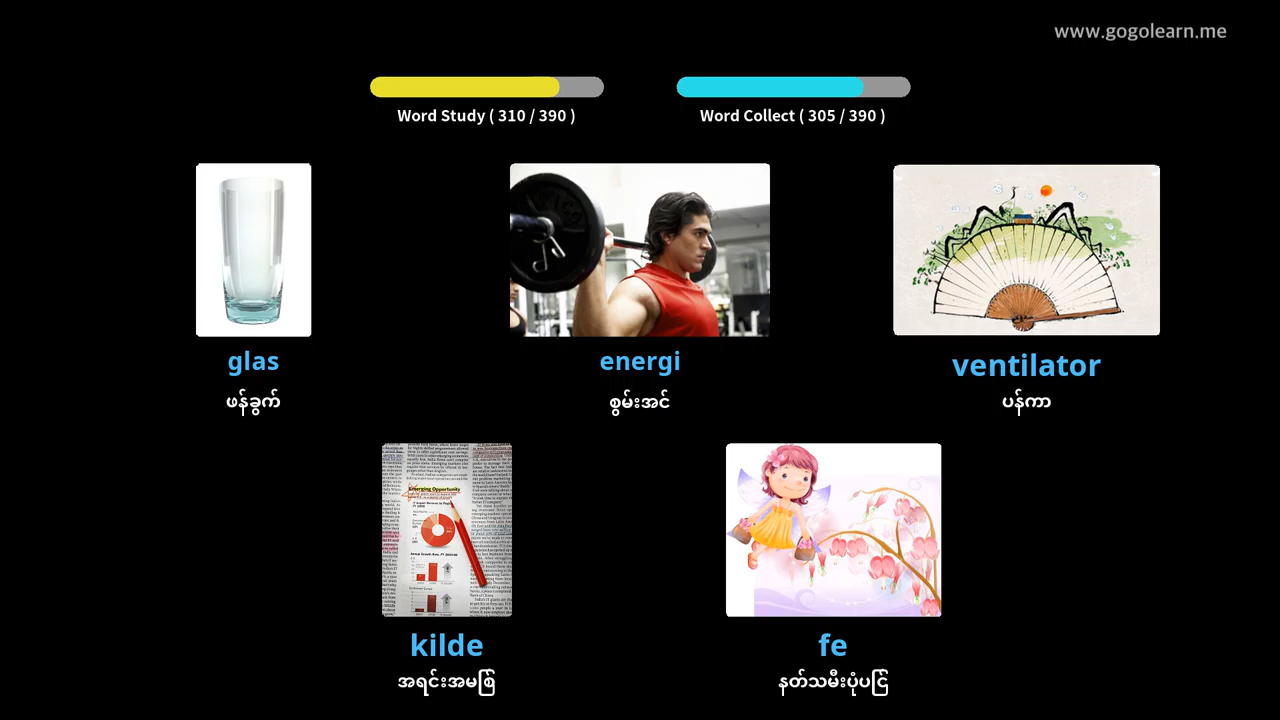 www.gogolearn.me
Word Study ( 310 / 390 )
Word Collect ( 305 / 390 )
glas
energi
ventilator
ဖန်ခွက်
စွမ်းအင်
ပန်ကာ
Emerging Opportunity
kilde
fe
အရင်းအမြစ်
နတ်သမီးပုံပြင်